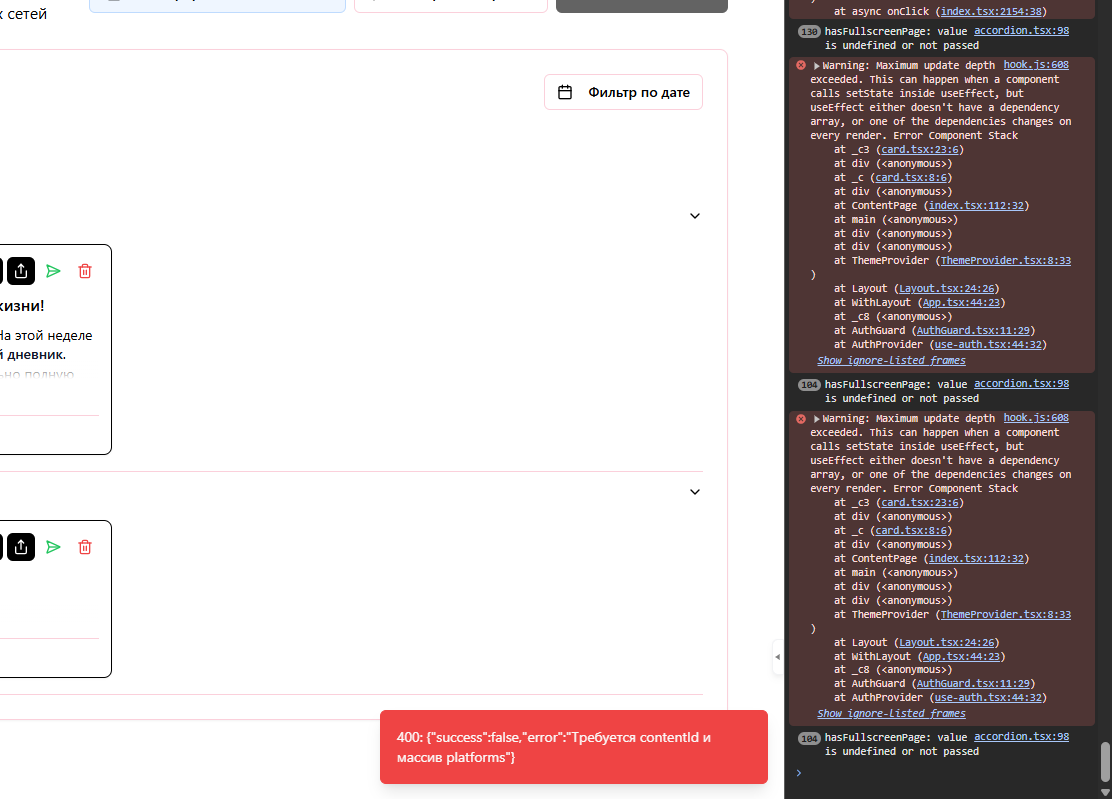 х сетей
Фильтр по дате
жизни!
На этой неделе
й дневник.
ьно полную
400: {"success":false,"error":"Требуется contentId и
массив platforms"}
at async onClick (index.tsx:2154:38)
130 hasFullscreenPage: value accordion.tsx:98
is undefined or not passed
Warning: Maximum update depth hook.js:608
exceeded. This can happen when a component
calls setState inside useEffect, but
useEffect either doesn't have a dependency
array, or one of the dependencies changes on
every render. Error Component Stack
at _c3 (card.tsx:23:6)
at div (<anonymous>)
at _c (card.tsx:8:6)
at div (<anonymous>)
at ContentPage (index.tsx:112:32)
at main (<anonymous>)
at div (<anonymous>)
at div (<anonymous>)
at ThemeProvider (ThemeProvider.tsx:8:33
)
at Layout (Layout.tsx:24:26)
at WithLayout (App.tsx:44:23)
at _c8 (<anonymous>)
at AuthGuard (AuthGuard.tsx:11:29)
at AuthProvider (use-auth.tsx:44:32)
Show ignore-listed frames
104 hasFullscreenPage: value accordion.tsx:98
is undefined or not passed
Warning: Maximum update depth hook.js:608
exceeded. This can happen when a component
calls setState inside useEffect, but
useEffect either doesn't have a dependency
array, or one of the dependencies changes on
every render. Error Component Stack
at _c3 (card.tsx:23:6)
at div (<anonymous>)
at _c (card.tsx:8:6)
at div (<anonymous>)
at ContentPage (index.tsx:112:32)
at main (<anonymous>)
at div (<anonymous>)
at div (<anonymous>)
at ThemeProvider (ThemeProvider.tsx:8:33
)
at Layout (Layout.tsx:24:26)
at WithLayout (App.tsx:44:23)
at _c8 (<anonymous>)
at AuthGuard (AuthGuard.tsx:11:29)
at AuthProvider (use-auth.tsx:44:32)
Show ignore-listed frames
104 hasFullscreenPage: value accordion.tsx:98
is undefined or not passed